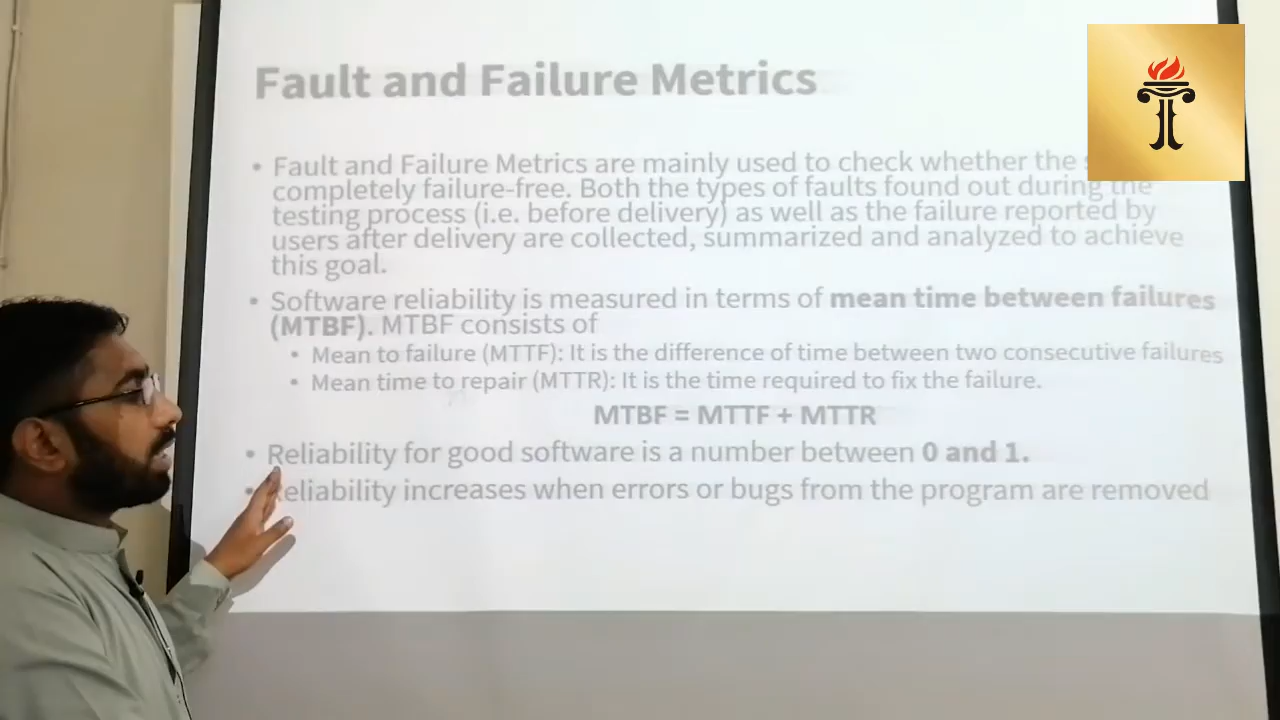 Fault and Failure Metrics
• Fault and Failure Metrics are mainly used to check whether the
completely failure-free. Both the types of faults found out during the
testing process (i.e. before delivery) as well as the failure reported by
users after delivery are collected, summarized and analyzed to achieve
this goal.
• Software reliability is measured in terms of mean time between failures
(MTBF). MTBF consists of
• Mean to failure (MTTF): It is the difference of time between two consecutive failures
• Mean time to repair (MTTR): It is the time required to fix the failure.
MTBF = MTTF + MTTR
• Reliability for good software is a number between 0 and 1.
• Reliability increases when errors or bugs from the program are removed